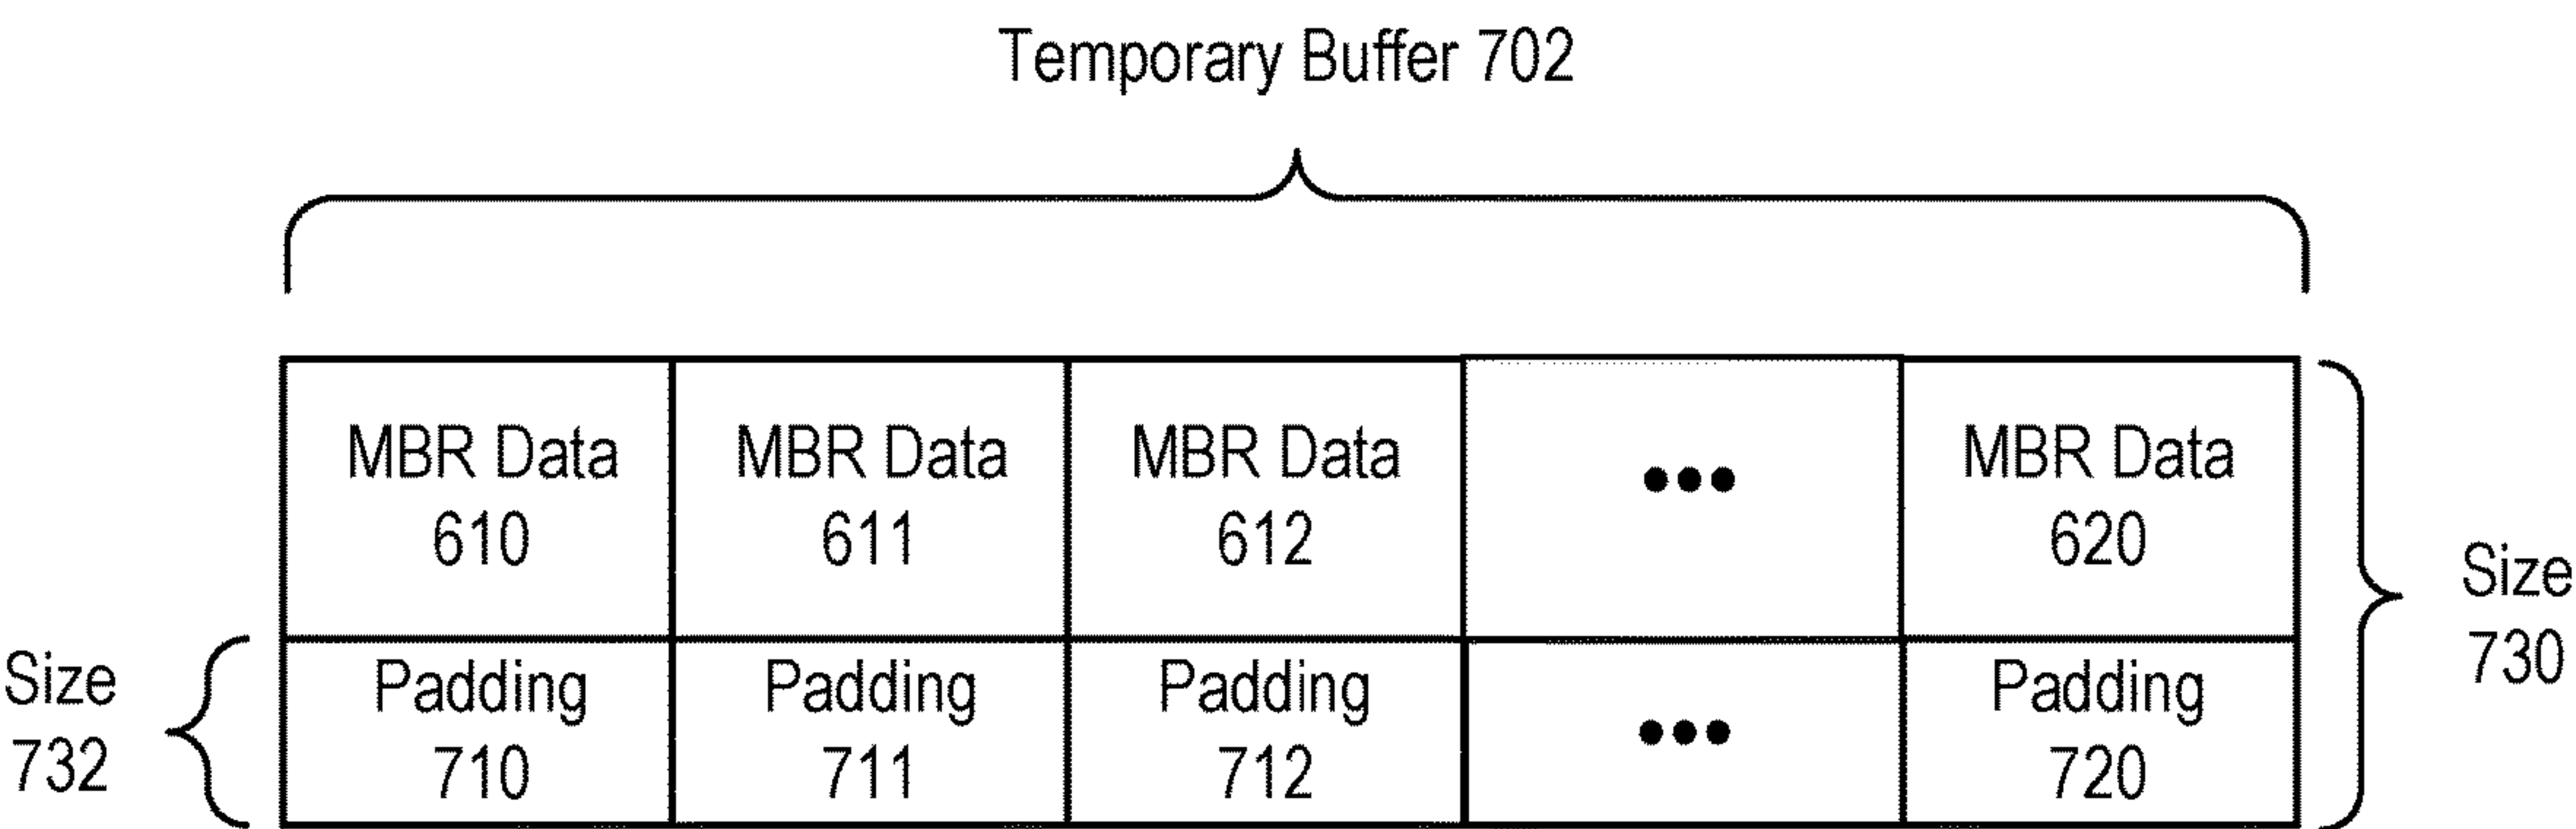 Temporary Buffer 702
MBR Data
610
MBR Data
611
MBR Data
612
•••
MBR Data
620
Size
730
Size
732
Padding
710
Padding
711
Padding
712
•••
Padding
720